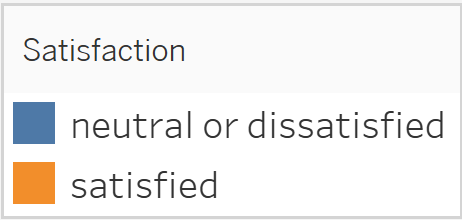 Satisfaction
neutral or dissatisfied
satisfied